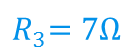 R₃ = 7Ω